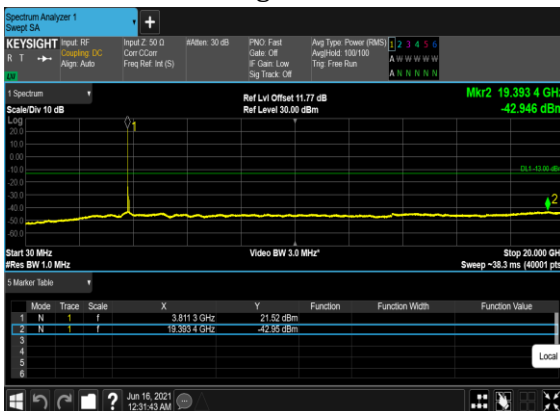 Spectrum Analyzer 1
Swept SA
+
KEYSIGHT
R T
Input: RF
Coupling: DC
Align: Auto
Input Z: 50 Ω
Corr CCorr
Freq Ref: Int (S)
#Atten: 30 dB
PNO: Fast
Gate: Off
IF Gain: Low
Sig Track: Off
Avg Type: Power (RMS)
Avg|Hold: 100/100
Trig: Free Run
1 2 3 4 5 6
A W W W W W
A N N N N N
1 Spectrum
Scale/Div 10 dB
Ref Lvl Offset 11.77 dB
Ref Level 30.00 dBm
Mkr2 19.393 4 GHz
-42.946 dBm
Log
20.0
10.0
0.00
-10.0
-20.0
-30.0
-40.0
-50.0
-60.0
1
DL1 -13.00 dBm
2
Start 30 MHz
#Res BW 1.0 MHz
Video BW 3.0 MHz*
Stop 20.000 GHz
Sweep ~38.3 ms (40001 pts)
5 Marker Table
Mode Trace Scale X Y Function Function Width Function Value
1 N 1 f 3.811 3 GHz 21.52 dBm
2 N 1 f 19.393 4 GHz -42.95 dBm
3
4
5
6
Local
?
Jun 16, 2021
12:31:43 AM